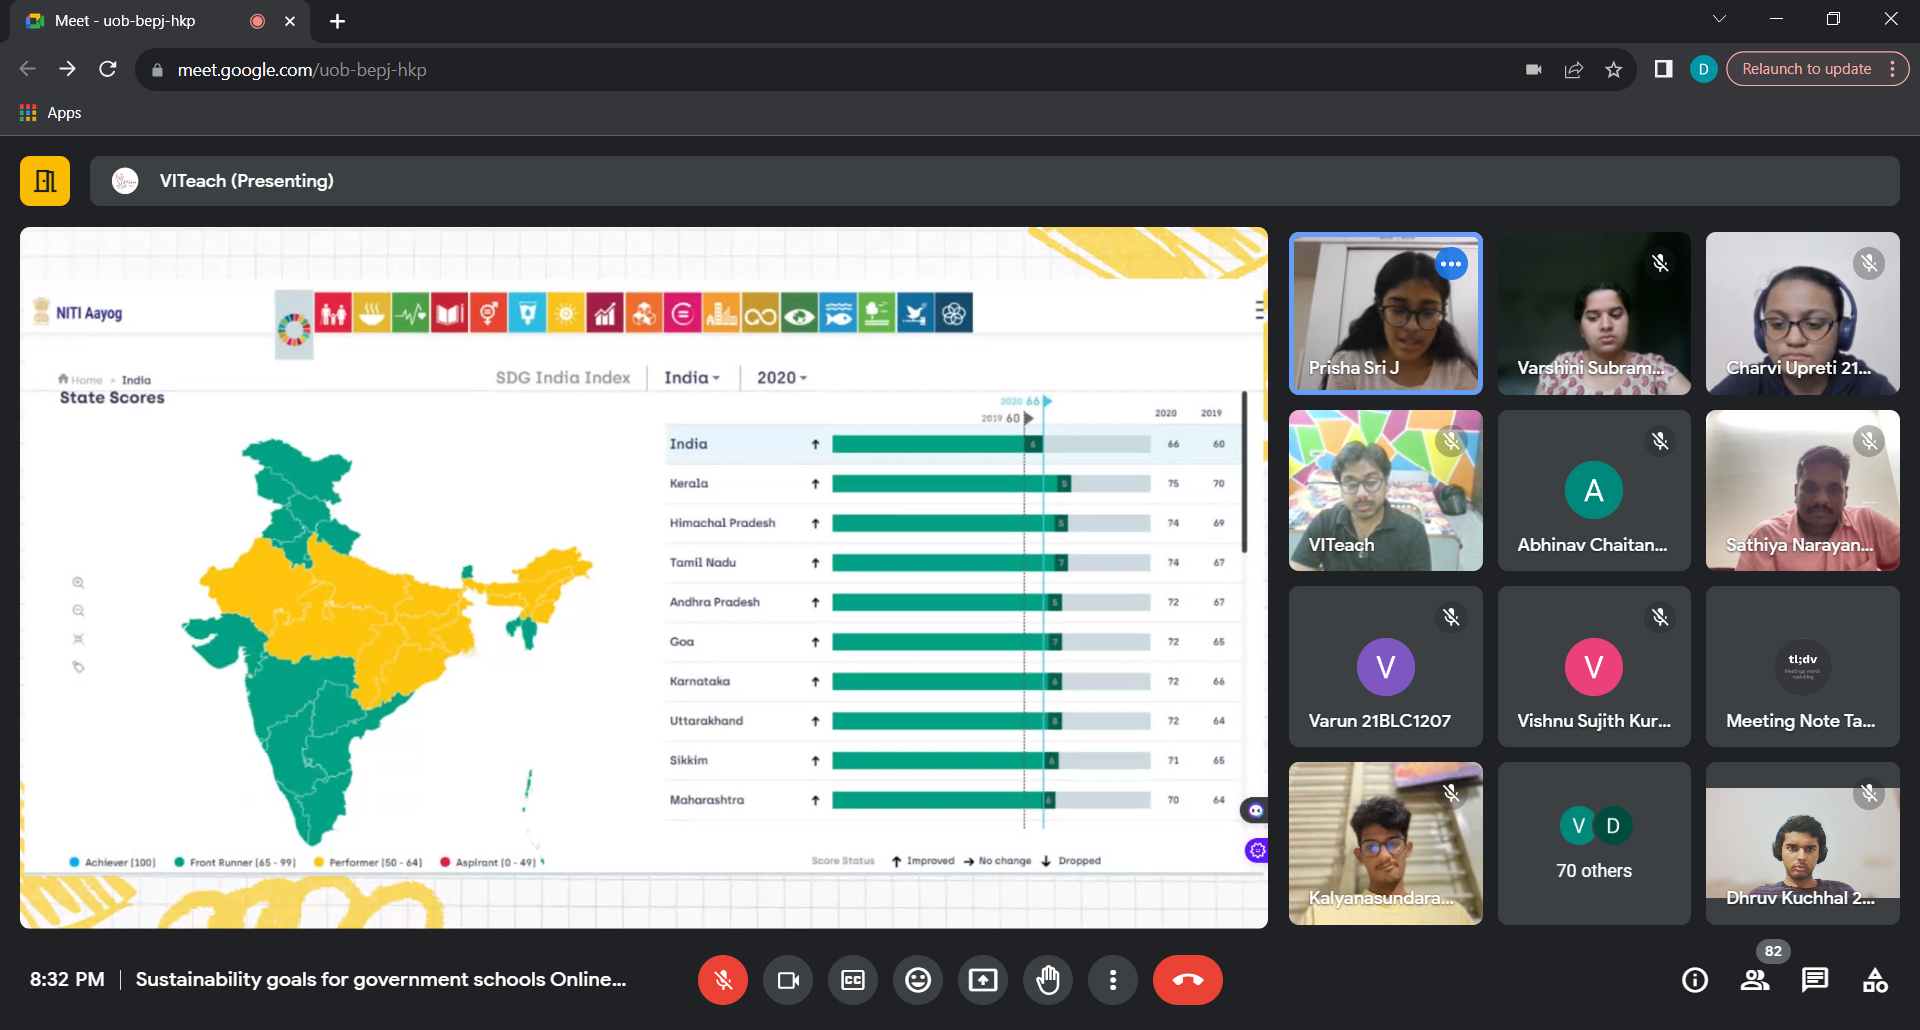 Meet - uob-bepj-hkp
meet.google.com/uob-bepj-hkp
D
Relaunch to update
Apps
VITeach (Presenting)
NITI Aayog
Home > India
SDG India Index
India
2020
State Scores
2020 66
2019 60
2020 2019
India 6 66 60
Kerala 5 75 70
Himachal Pradesh 5 74 69
Tamil Nadu 7 74 67
Andhra Pradesh 5 72 67
Goa 7 72 65
Karnataka 6 72 66
Uttarakhand 8 72 64
Sikkim 6 71 65
Maharashtra 6 70 64
Achiever (100) Front Runner (65 - 99) Performer (50 - 64) Aspirant (0 - 49)
Score Status Improved No change Dropped
Prisha Sri J
Varshini Subram...
Charvi Upreti 21...
VITeach
A
Abhinav Chaitan...
Sathiya Narayan...
V
Varun 21BLC1207
V
Vishnu Sujith Kur...
tl;dv
Meeting Note Ta...
Kalyanasundara...
V D
70 others
Dhruv Kuchhal 2...
8:32 PM
Sustainability goals for government schools Online...
CC
82